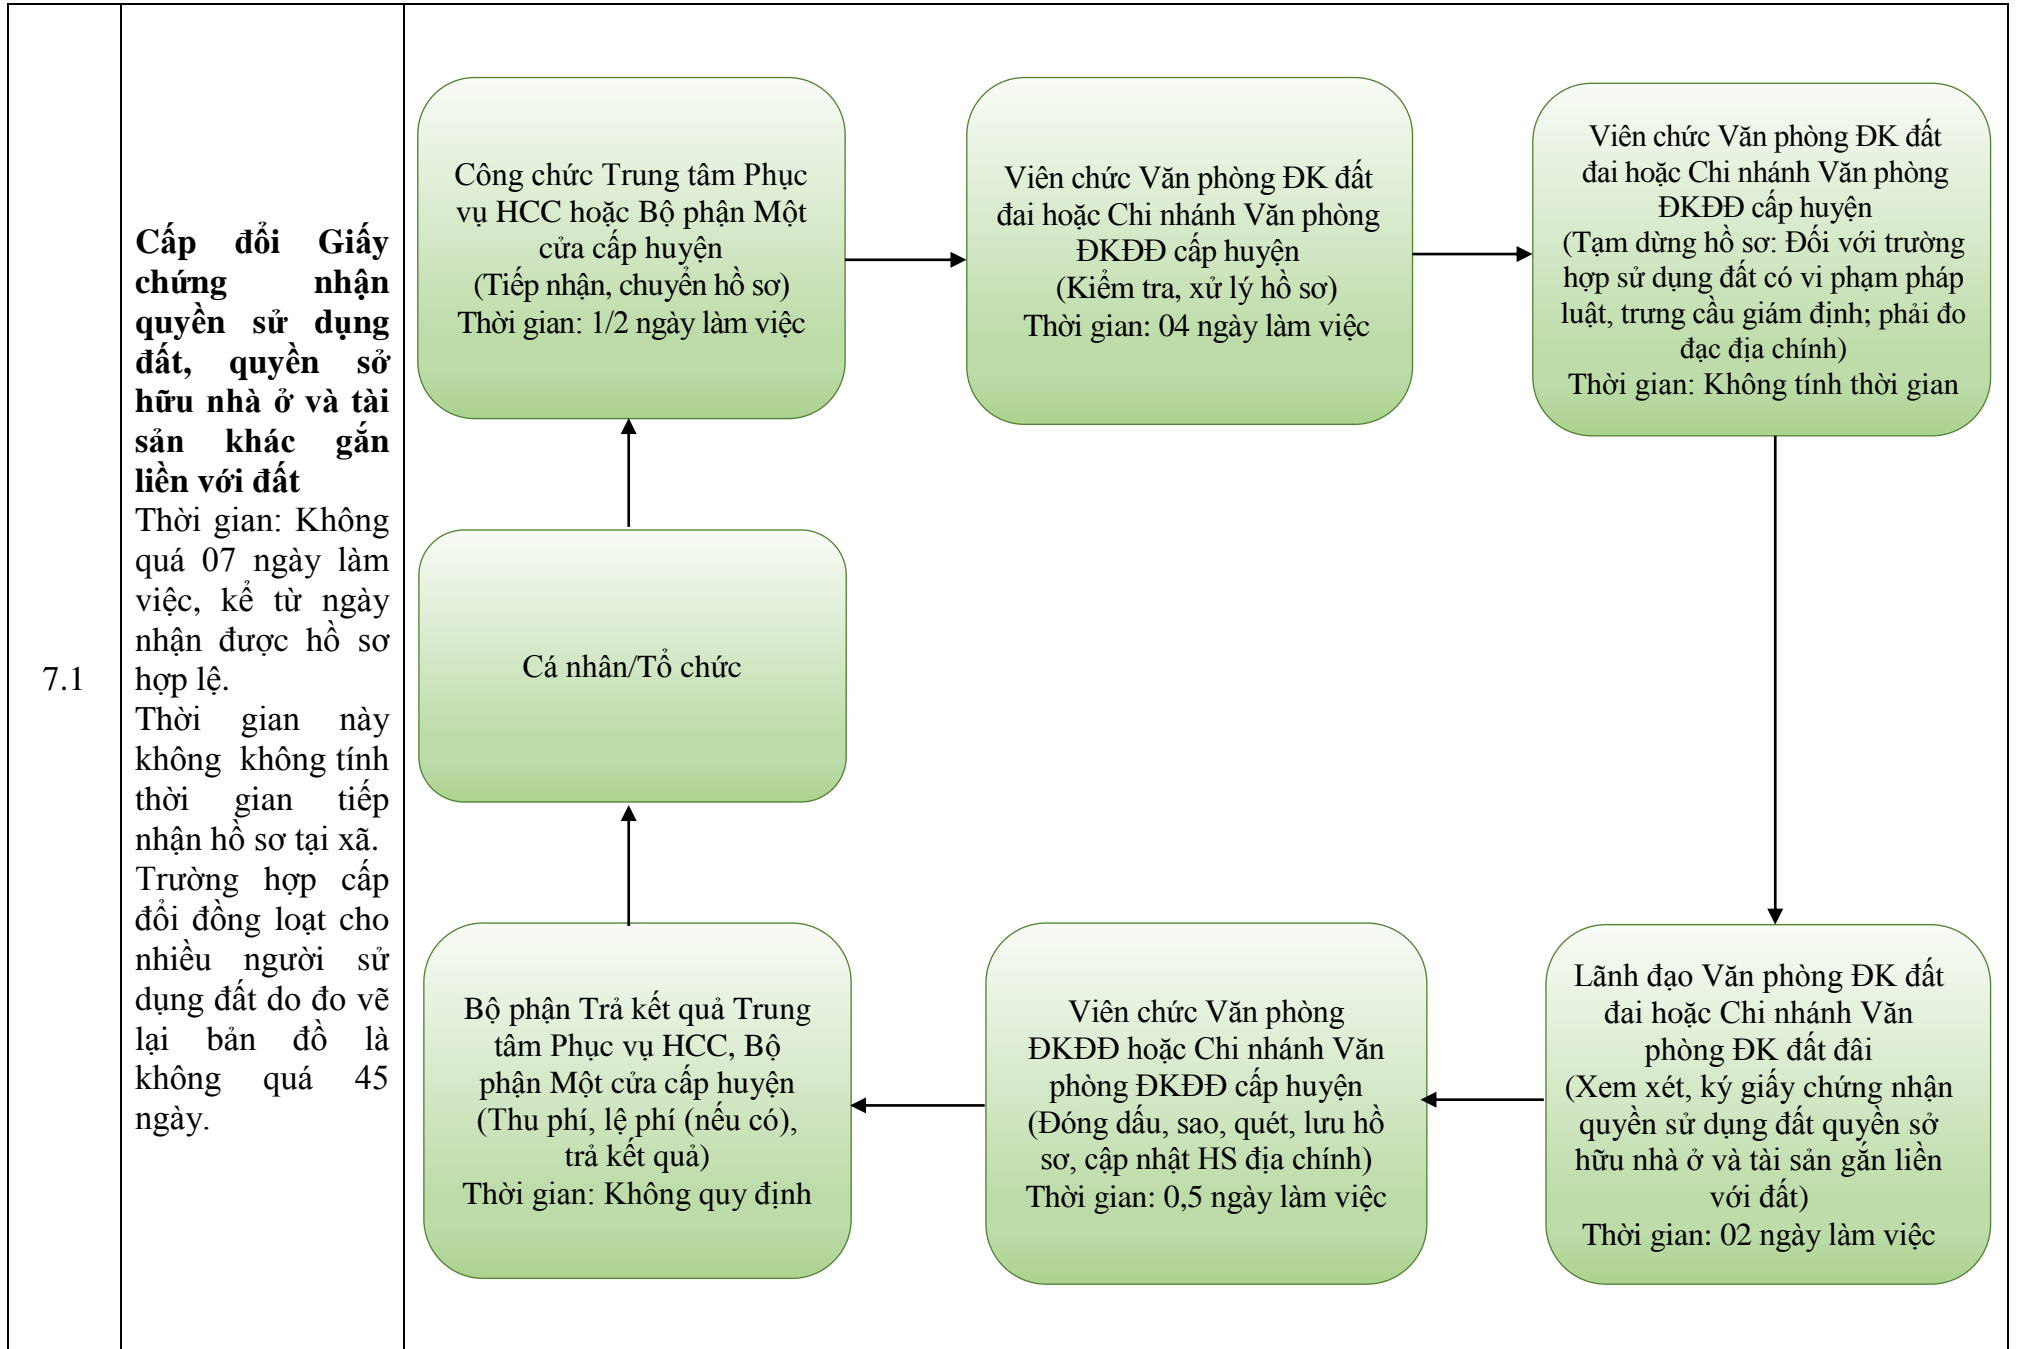 7.1
Cấp đổi Giấy
chứng nhận
quyền sử dụng
đất, quyền sở
hữu nhà ở và tài
sản khác gắn
liền với đất
Thời gian: Không
quá 07 ngày làm
việc, kể từ ngày
nhận được hồ sơ
hợp lệ.
Thời gian này
không không tính
thời gian tiếp
nhận hồ sơ tại xã.
Trường hợp cấp
đổi đồng loạt cho
nhiều người sử
dụng đất do đo vẽ
lại bản đồ là
không quá 45
ngày.
Công chức Trung tâm Phục
vụ HCC hoặc Bộ phận Một
cửa cấp huyện
(Tiếp nhận, chuyển hồ sơ)
Thời gian: 1/2 ngày làm việc
Viên chức Văn phòng ĐK đất
đai hoặc Chi nhánh Văn phòng
ĐKĐĐ cấp huyện
(Kiểm tra, xử lý hồ sơ)
Thời gian: 04 ngày làm việc
Viên chức Văn phòng ĐK đất
đai hoặc Chi nhánh Văn phòng
ĐKĐĐ cấp huyện
(Tạm dừng hồ sơ: Đối với trường
hợp sử dụng đất có vi phạm pháp
luật, trưng cầu giám định; phải đo
đạc địa chính)
Thời gian: Không tính thời gian
Cá nhân/Tổ chức
Bộ phận Trả kết quả Trung
tâm Phục vụ HCC, Bộ
phận Một cửa cấp huyện
(Thu phí, lệ phí (nếu có),
trả kết quả)
Thời gian: Không quy định
Viên chức Văn phòng
ĐKĐĐ hoặc Chi nhánh Văn
phòng ĐKĐĐ cấp huyện
(Đóng dấu, sao, quét, lưu hồ
sơ, cập nhật HS địa chính)
Thời gian: 0,5 ngày làm việc
Lãnh đạo Văn phòng ĐK đất
đai hoặc Chi nhánh Văn
phòng ĐK đất đâi
(Xem xét, ký giấy chứng nhận
quyền sử dụng đất quyền sở
hữu nhà ở và tài sản gắn liền
với đất)
Thời gian: 02 ngày làm việc